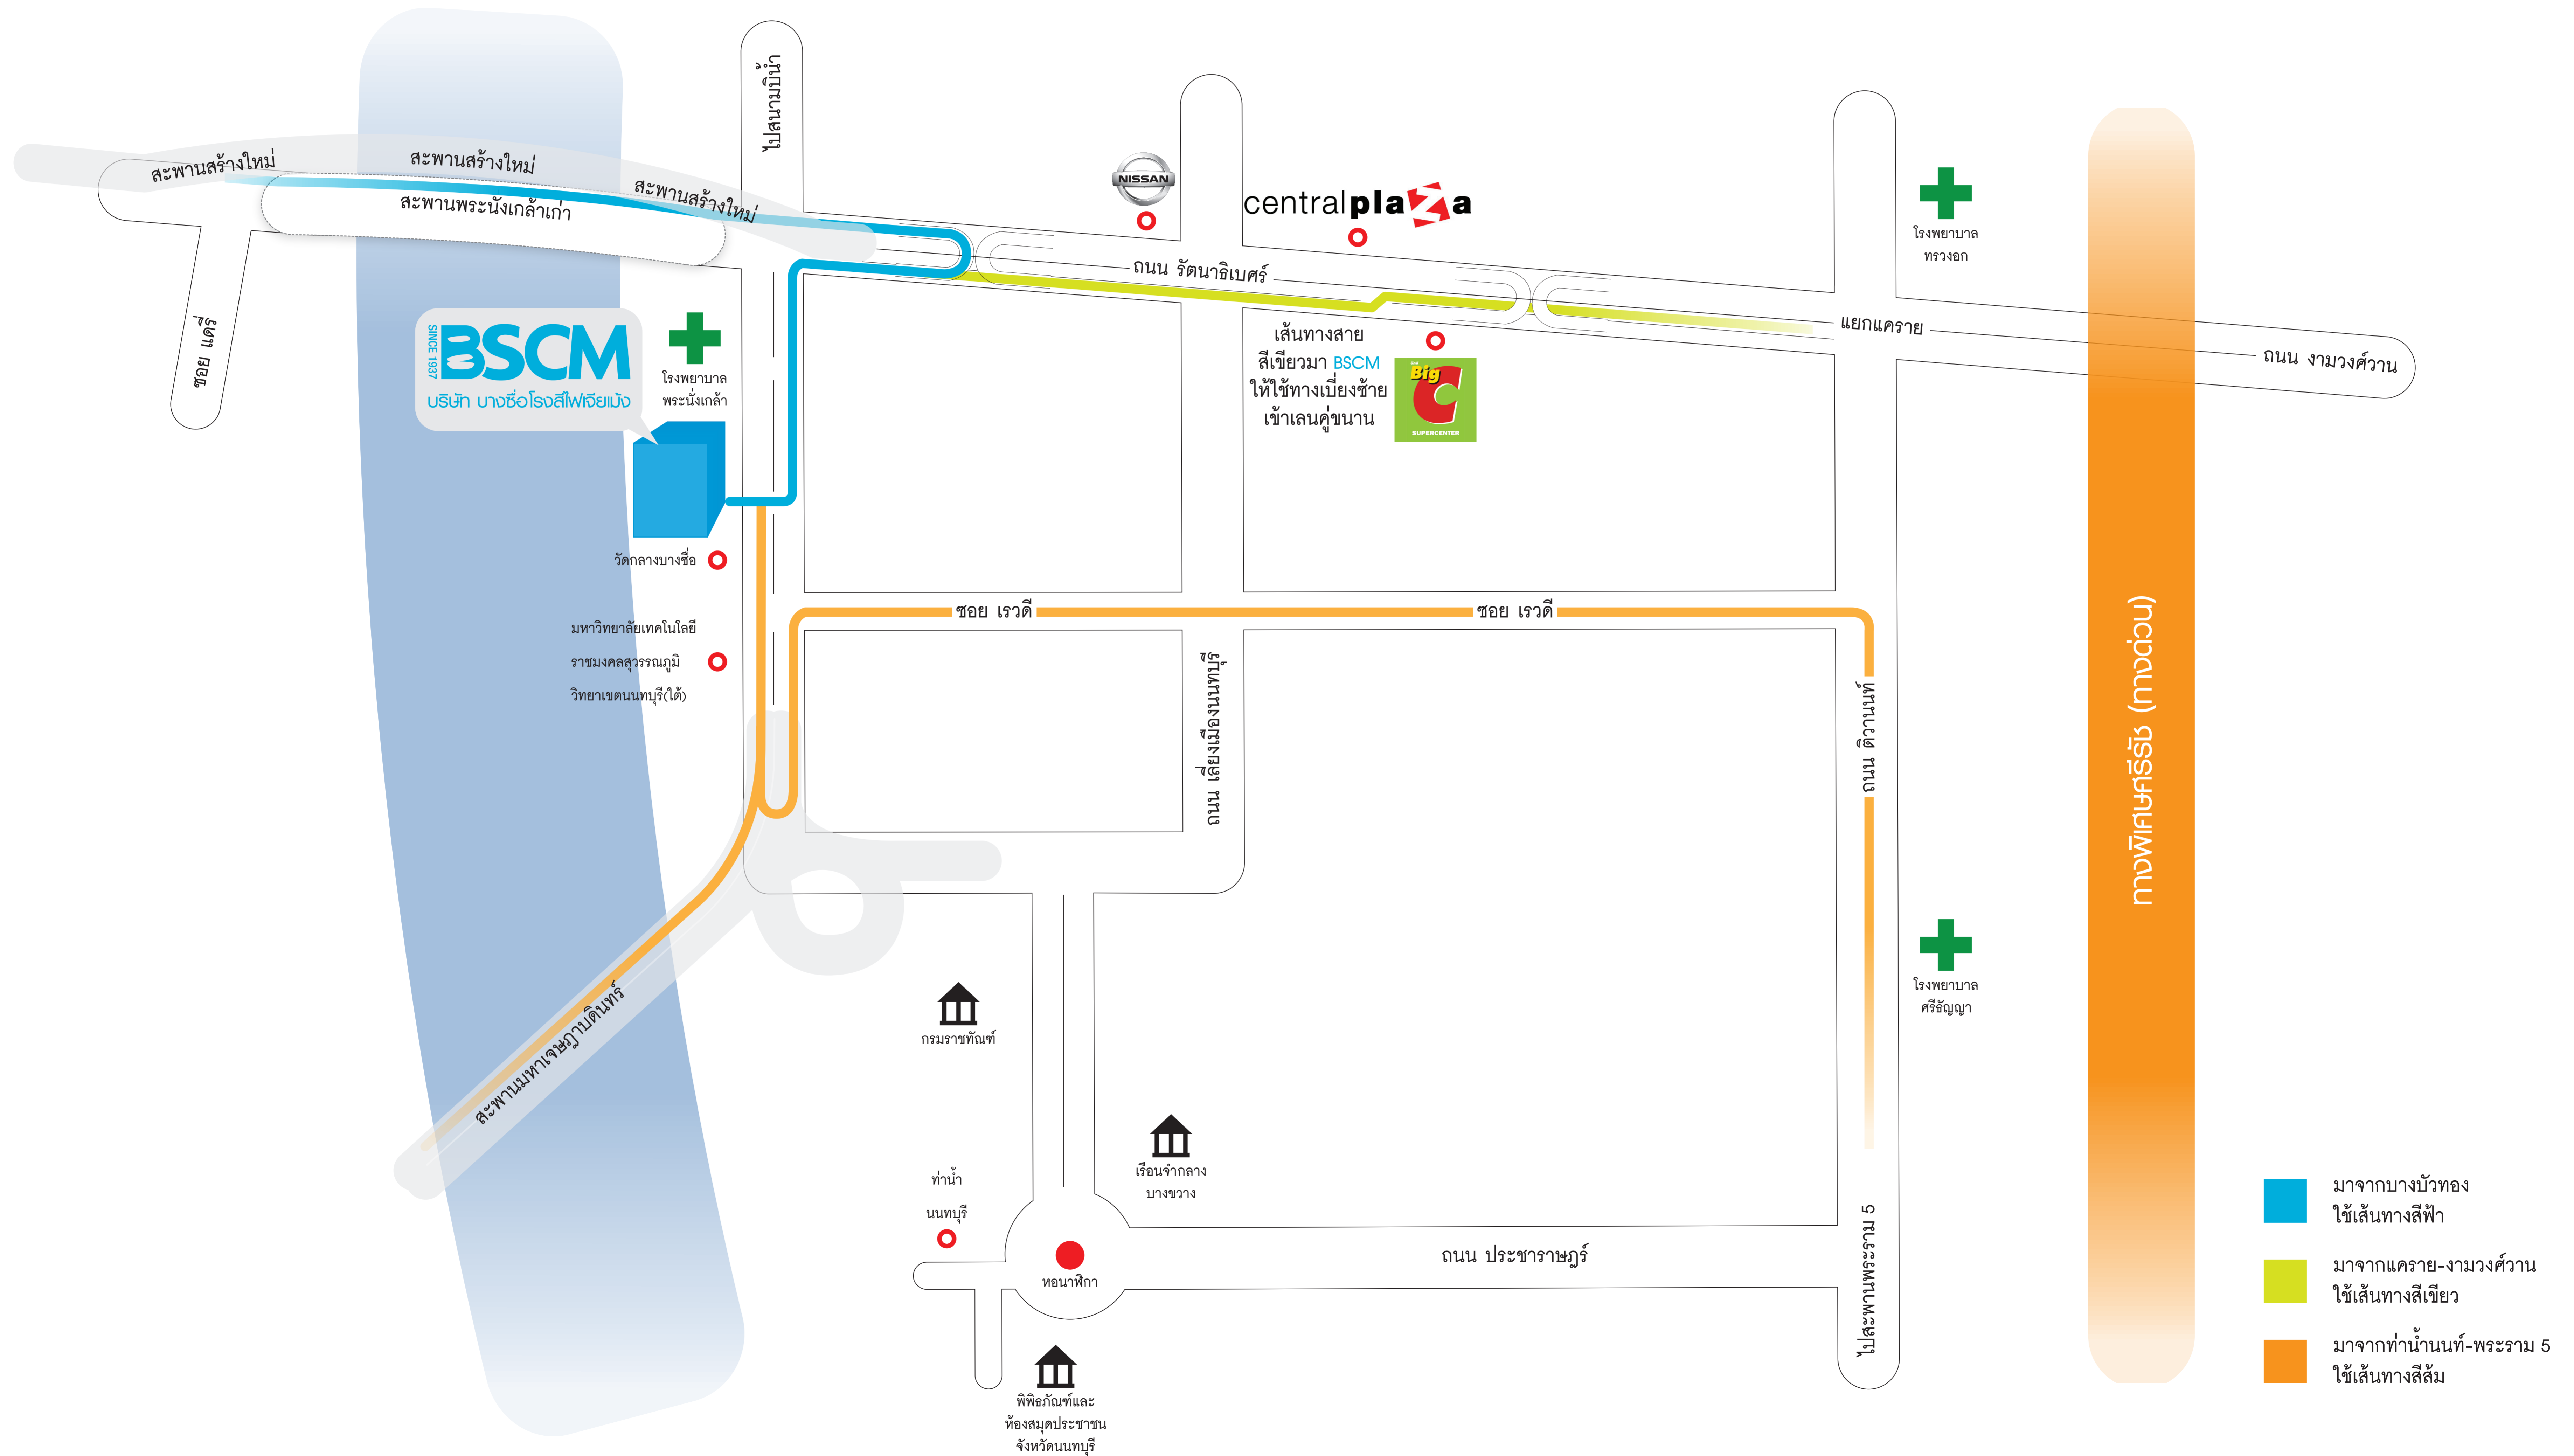 ไปสนามบินน้ำ
สะพานสร้างใหม่
สะพานสร้างใหม่
สะพานสร้างใหม่
สะพานพระนั่งเกล้าเก่า
NISSAN
centralplaza
โรงพยาบาล
ทรวงอก
ถนน รัตนาธิเบศร์
แยกแคราย
ถนน งามวงศ์วาน
ซอย แดรี่
SINCE 1937
BSCM
บริษัท บางซื่อโรงสีไฟเจียเม้ง
โรงพยาบาล
พระนั่งเกล้า
เส้นทางสาย
สีเขียวมา BSCM
ให้ใช้ทางเบี่ยงซ้าย
เข้าเลนคู่ขนาน
Big
C
SUPERCENTER
วัดกลางบางซื่อ
มหาวิทยาลัยเทคโนโลยี
ราชมงคลสุวรรณภูมิ
วิทยาเขตนนทบุรี(ใต้)
ซอย เรวดี
ซอย เรวดี
ถนน เลี่ยงเมืองนนทบุรี
ถนน ติวานนท์
ทางพิเศษศรีรัช (ทางด่วน)
โรงพยาบาล
ศรีธัญญา
สะพานมหาเจษฎาบดินทร์
กรมราชทัณฑ์
เรือนจำกลาง
บางขวาง
ท่าน้ำ
นนทบุรี
หอนาฬิกา
ถนน ประชาราษฎร์
ไปสะพานพระราม 5
พิพิธภัณฑ์และ
ห้องสมุดประชาชน
จังหวัดนนทบุรี
มาจากบางบัวทอง
ใช้เส้นทางสีฟ้า
มาจากแคราย-งามวงศ์วาน
ใช้เส้นทางสีเขียว
มาจากท่าน้ำนนท์-พระราม 5
ใช้เส้นทางสีส้ม